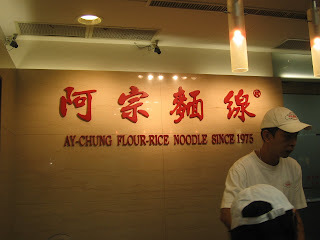 阿宗麵線®
AY-CHUNG FLOUR-RICE NOODLE SINCE 1975